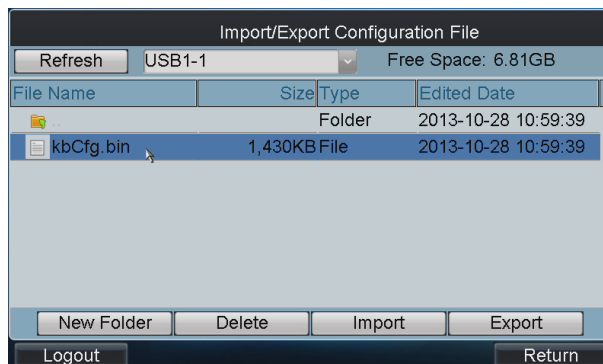 Import/Export Configuration File
Refresh USB1-1 Free Space: 6.81GB
File Name Size Type Edited Date
.. Folder 2013-10-28 10:59:39
kbCfg.bin 1,430KB File 2013-10-28 10:59:39
New Folder Delete Import Export
Logout Return